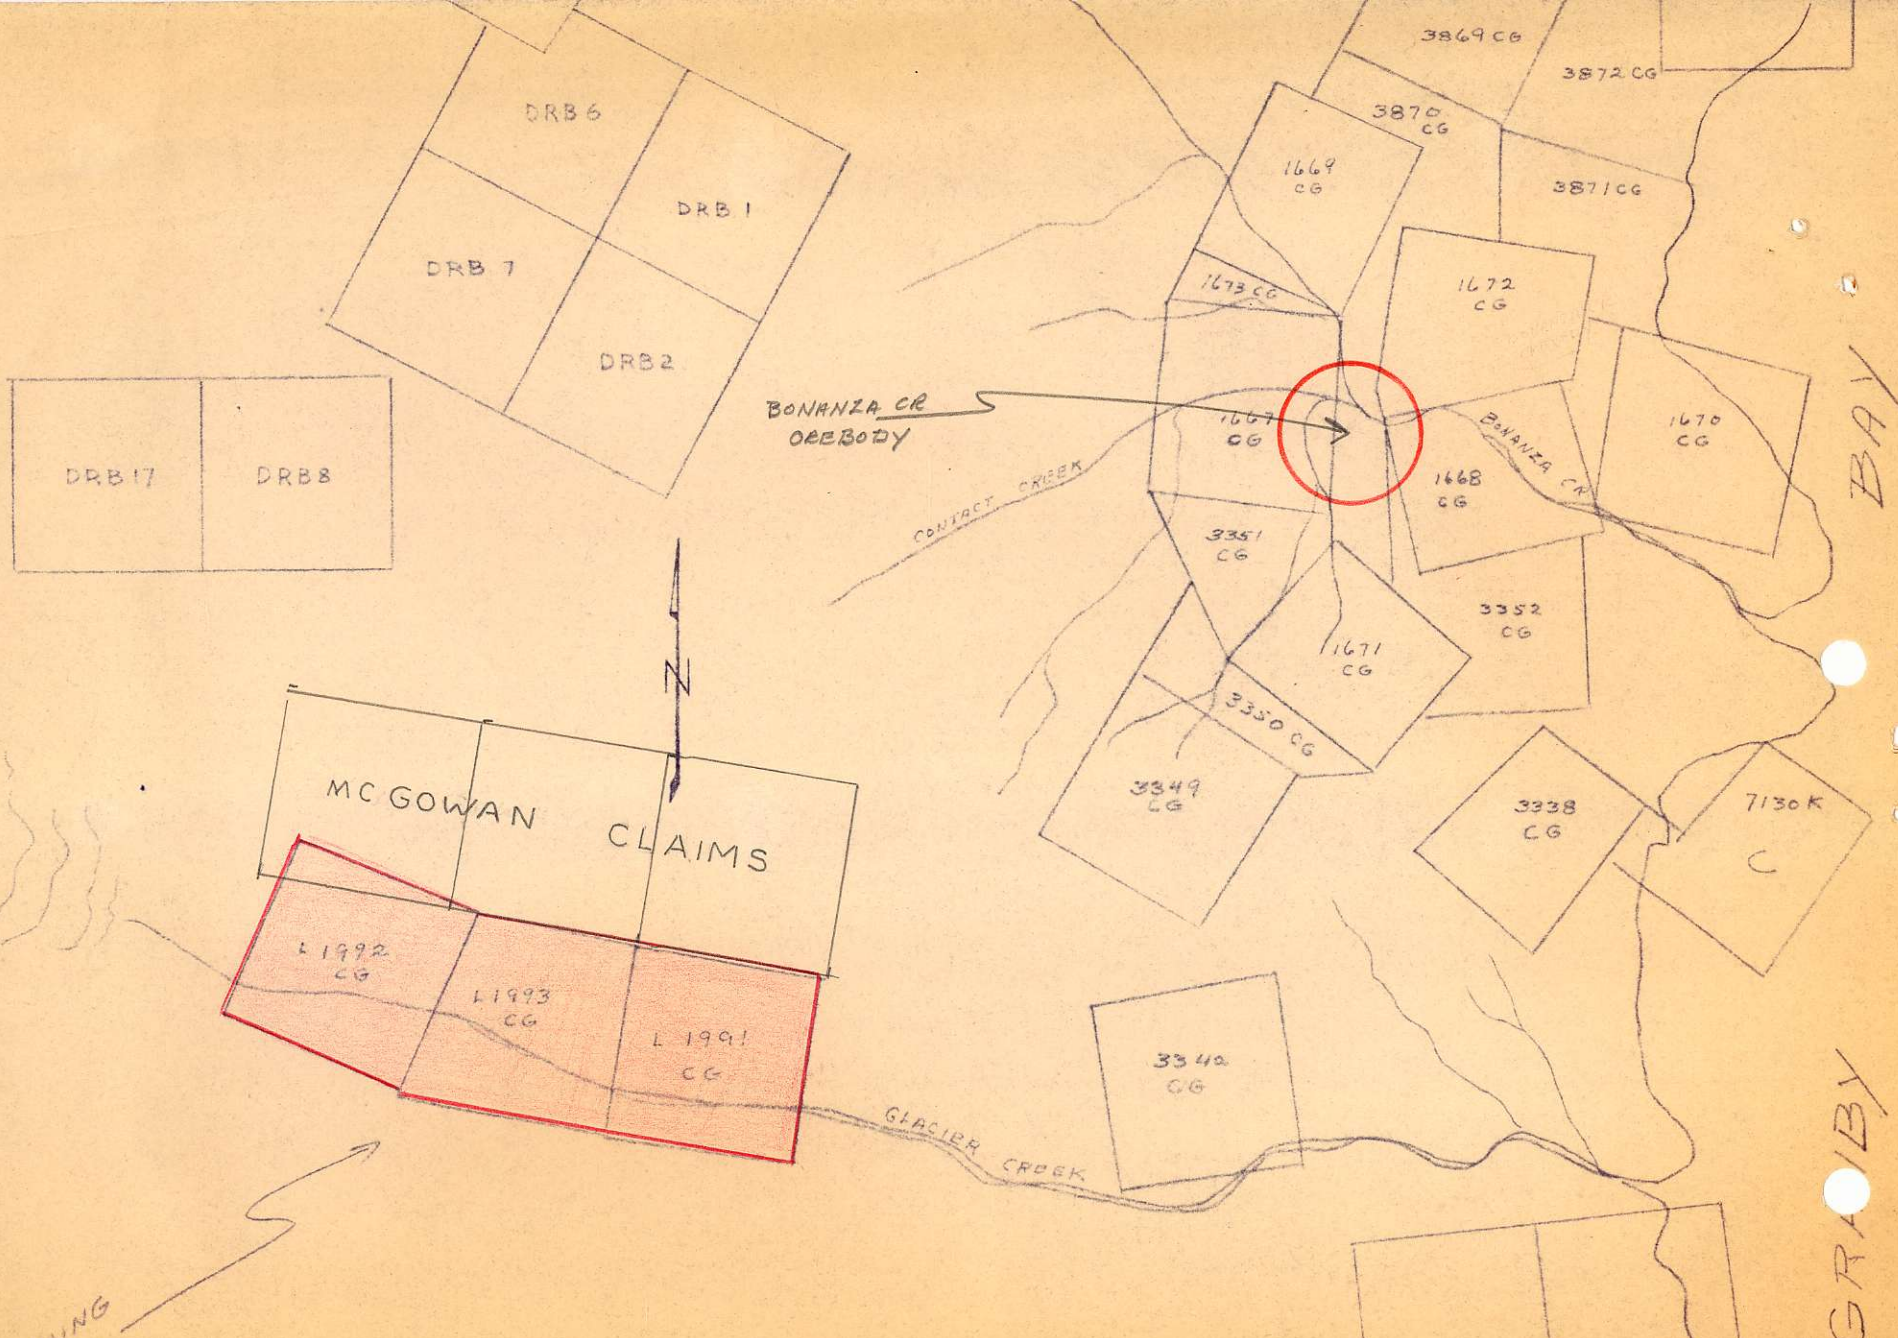 3869 CG
3872 CG
DRB 6
3870
CG
1669
CG
3871 CG
DRB 1
DRB 7
1673 CG
1672
CG
DRB 2
BONANZA CR
OREBODY
1667
CG
BONANZA CR
1670
CG
BAY
DRB 17
DRB 8
CONTACT CREEK
1668
CG
3351
CG
3352
CG
N
1671
CG
3350 CG
MC GOWAN CLAIMS
3349
CG
3338
CG
7130 K
C
L 1992
CG
L 1993
CG
L 1991
CG
3342
CG
GLACIER CREEK
GRANBY